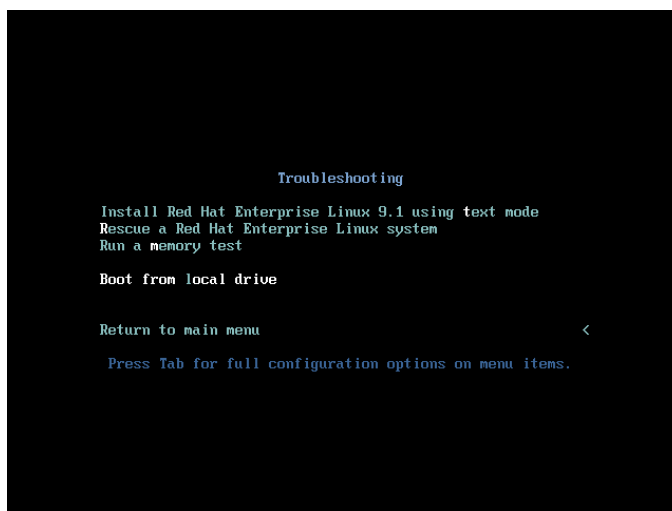 Troubleshooting
Install Red Hat Enterprise Linux 9.1 using text mode
Rescue a Red Hat Enterprise Linux system
Run a memory test
Boot from local drive
Return to main menu <
Press Tab for full configuration options on menu items.